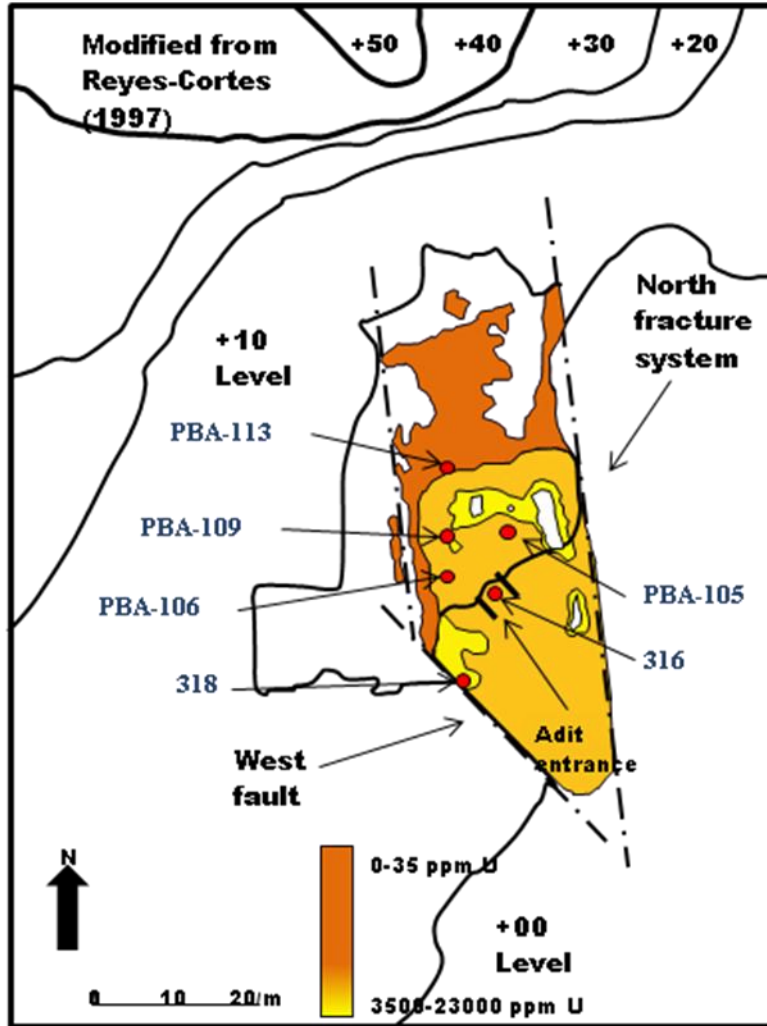 Modified from
Reyes-Cortes
(1997)
+50
+40
+30
+20
North
fracture
system
+10
Level
PBA-113
PBA-109
PBA-106
PBA-105
316
318
Adit
entrance
West
fault
N
0-35 ppm U
+00
Level
0 10 20/m
3500-23000 ppm U